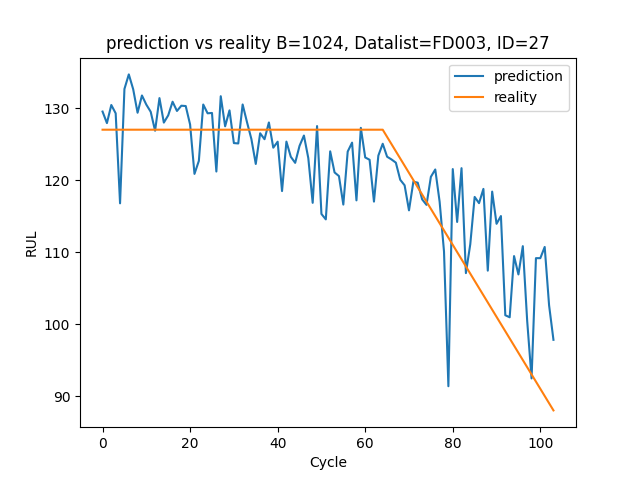 prediction vs reality B=1024, Datalist=FD003, ID=27
prediction
reality
RUL
130
120
110
100
90
0 20 40 60 80 100
Cycle